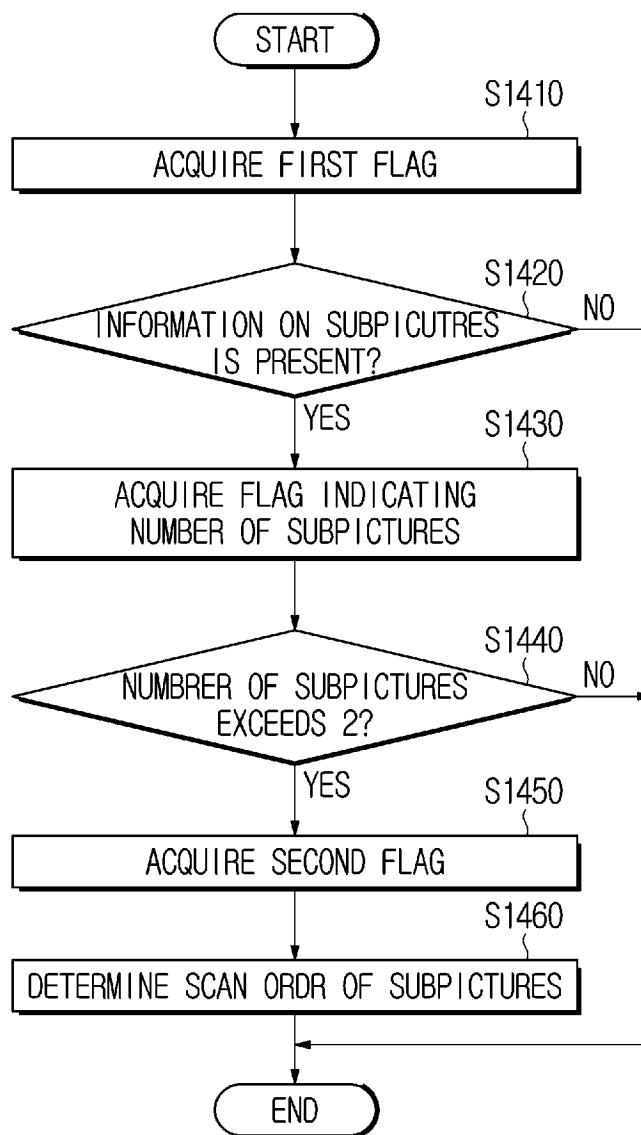 START
S1410
ACQUIRE FIRST FLAG
S1420
INFORMATION ON SUBPICUTRES
IS PRESENT?
NO
YES
S1430
ACQUIRE FLAG INDICATING
NUMBER OF SUBPICTURES
S1440
NUMBRER OF SUBPICTURES
EXCEEDS 2?
NO
YES
S1450
ACQUIRE SECOND FLAG
S1460
DETERMINE SCAN ORDR OF SUBPICTURES
END